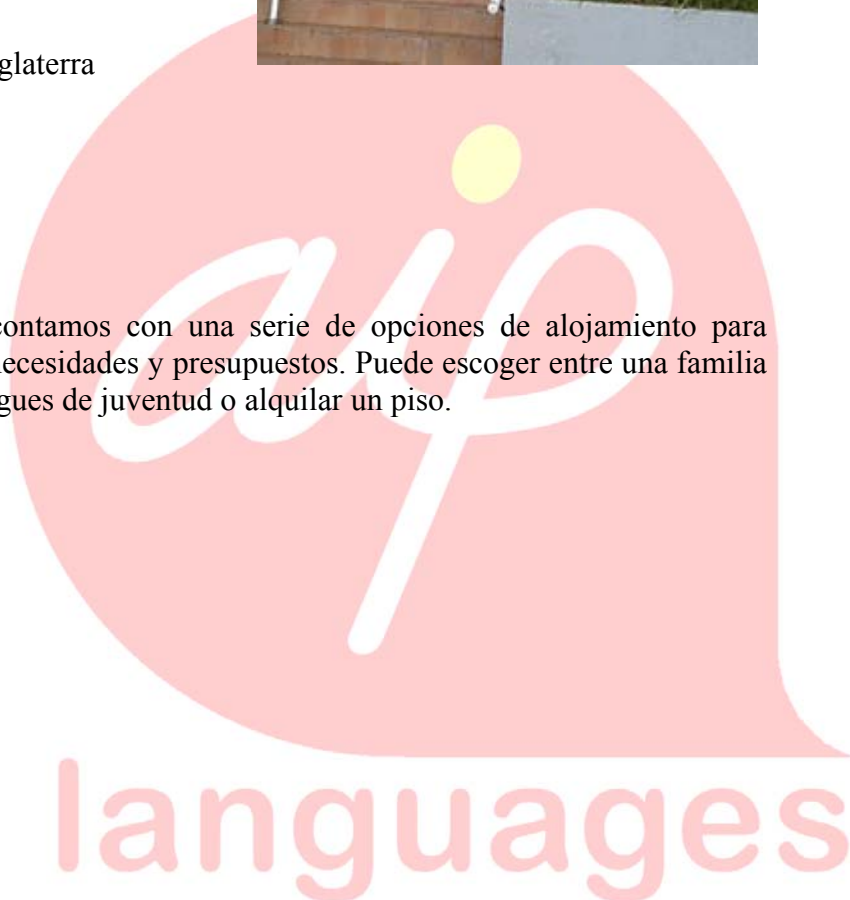 glaterra
aip
contamos con una serie de opciones de alojamiento para
necesidades y presupuestos. Puede escoger entre una familia
gues de juventud o alquilar un piso.
languages